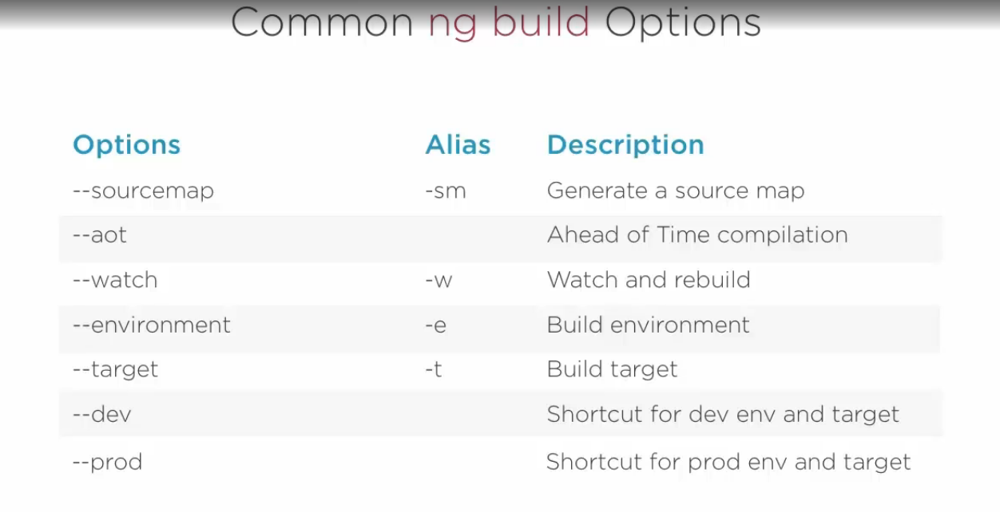 Common ng build Options
Options Alias Description
--sourcemap -sm Generate a source map
--aot Ahead of Time compilation
--watch -w Watch and rebuild
--environment -e Build environment
--target -t Build target
--dev Shortcut for dev env and target
--prod Shortcut for prod env and target